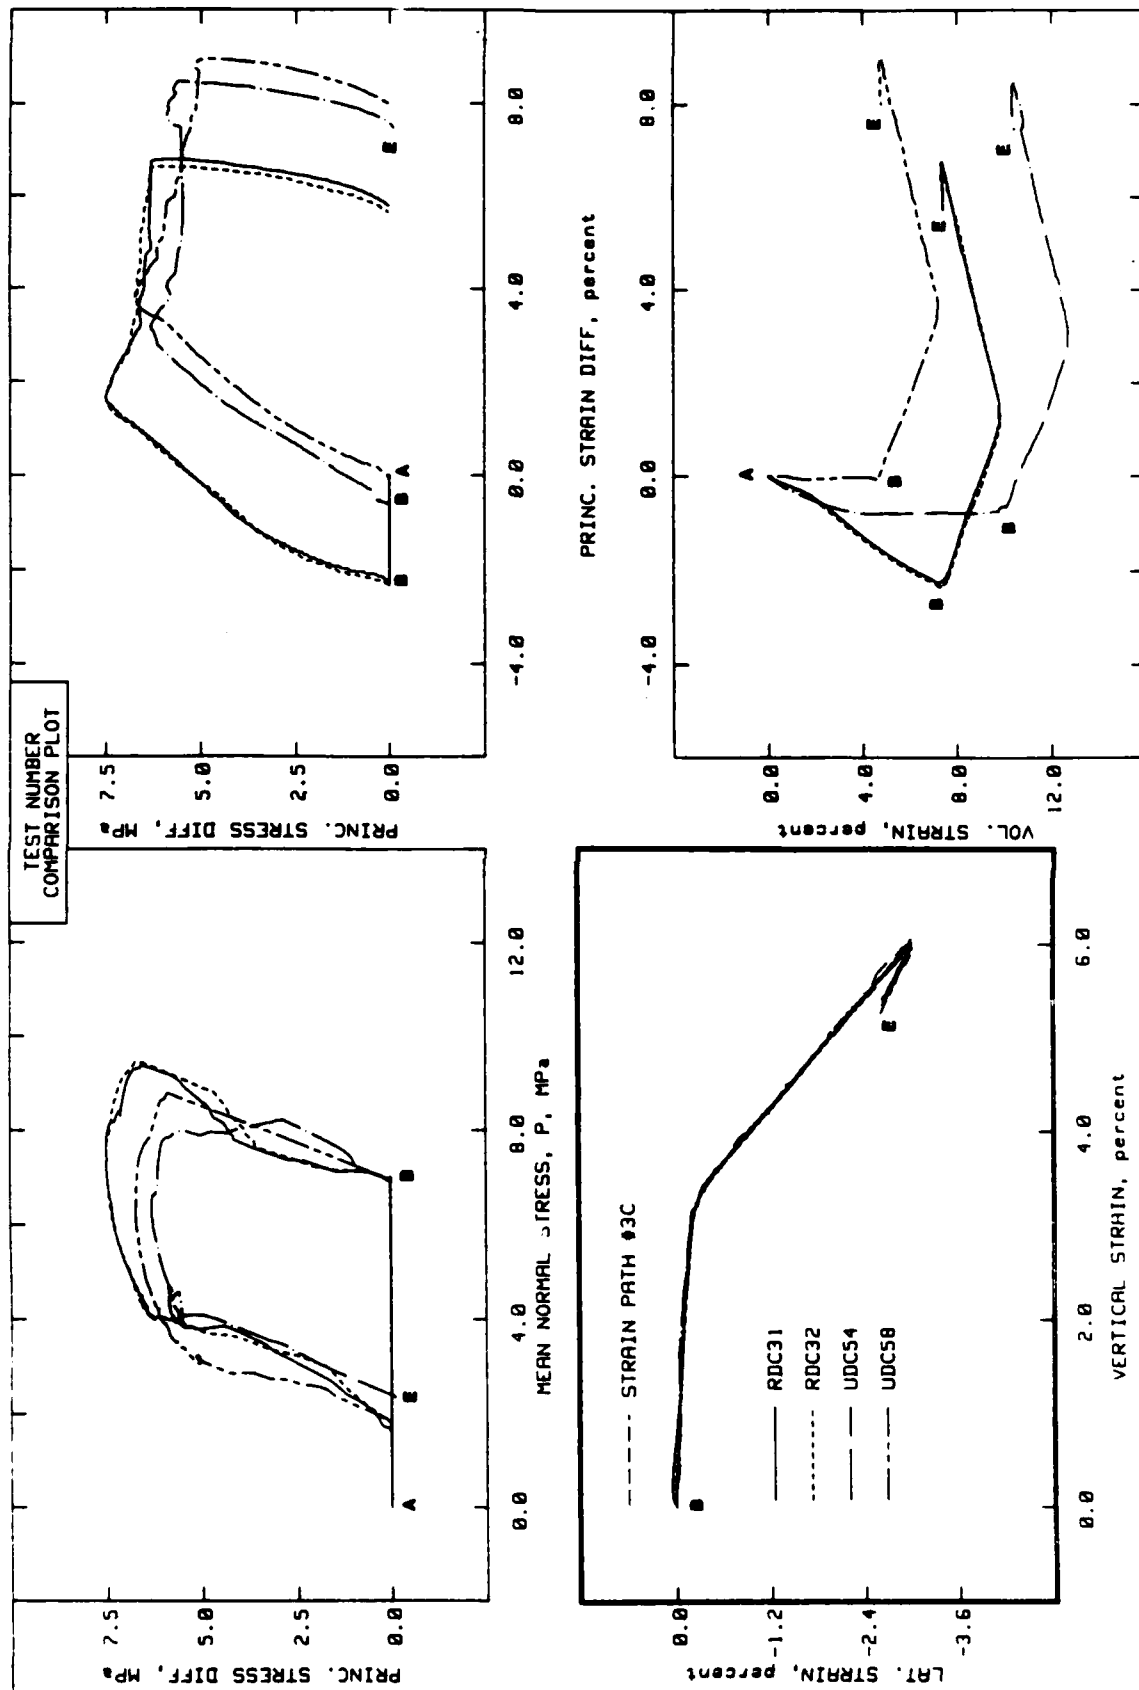 TEST NUMBER
COMPARISON PLOT
PRINC. STRESS DIFF, MPa
7.5
5.0
2.5
0.0
A
B
E
0.0
4.0
8.0
12.0
MEAN NORMAL STRESS, P, MPa
PRINC. STRESS DIFF, MPa
7.5
5.0
2.5
0.0
B
B
A
E
-4.0
0.0
4.0
8.0
PRINC. STRAIN DIFF, percent
LAT. STRAIN, percent
0.0
-1.2
-2.4
-3.6
B
E
STRAIN PATH #3C
RDC31
RDC32
UDC54
UDC58
0.0
2.0
4.0
6.0
VERTICAL STRAIN, percent
VOL. STRAIN, percent
0.0
4.0
8.0
12.0
A
B
B
B
E
E
E
-4.0
0.0
4.0
8.0